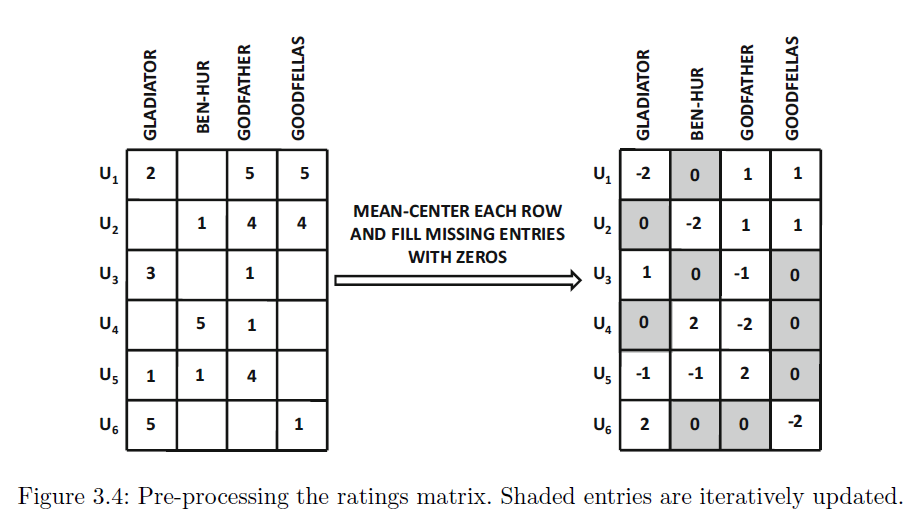 GLADIATOR BEN-HUR GODFATHER GOODFELLAS
U1 2 5 5
U2 1 4 4
U3 3 1
U4 5 1
U5 1 1 4
U6 5 1
MEAN-CENTER EACH ROW
AND FILL MISSING ENTRIES
WITH ZEROS
GLADIATOR BEN-HUR GODFATHER GOODFELLAS
U1 -2 0 1 1
U2 0 -2 1 1
U3 1 0 -1 0
U4 0 2 -2 0
U5 -1 -1 2 0
U6 2 0 0 -2
Figure 3.4: Pre-processing the ratings matrix. Shaded entries are iteratively updated.